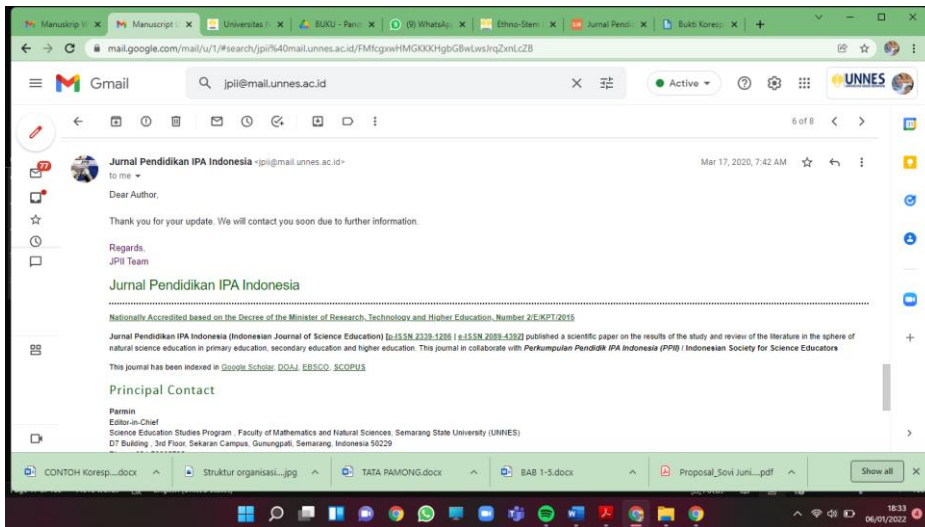 Manuskrip
Manuscript
Universitas
BUKU - Pan
(9) WhatsAp
Ethno-Stem
Jurnal Pendi
Bukti Koresp
mail.google.com/mail/u/1/#search/jpii%40mail.unnes.ac.id/FMfcgxwHMGKKKHgbGBwLwsJrqZxnLcZB
Gmail
jpii@mail.unnes.ac.id
Active
UNNES
6 of 8
77
Jurnal Pendidikan IPA Indonesia <jpii@mail.unnes.ac.id>
Mar 17, 2020, 7:42 AM
to me
Dear Author,
Thank you for your update. We will contact you soon due to further information.
Regards,
JPII Team
Jurnal Pendidikan IPA Indonesia
Nationally Accredited based on the Decree of the Minister of Research, Technology and Higher Education, Number 2/E/KPT/2015
Jurnal Pendidikan IPA Indonesia (Indonesian Journal of Science Education) [p-ISSN 2339-1286 | e-ISSN 2089-4392] published a scientific paper on the results of the study and review of the literature in the sphere of
natural science education in primary education, secondary education and higher education. This journal in collaborate with Perkumpulan Pendidik IPA Indonesia (PPII) / Indonesian Society for Science Educators
This journal has been indexed in Google Scholar, DOAJ, EBSCO, SCOPUS
Principal Contact
Parmin
Editor-in-Chief
Science Education Studies Program , Faculty of Mathematics and Natural Sciences, Semarang State University (UNNES)
D7 Building , 3rd Floor, Sekaran Campus, Gunungpati, Semarang, Indonesia 50229
CONTOH Koresp....docx
Struktur organisasi....jpg
TATA PAMONG.docx
BAB 1-5.docx
Proposal_Sovi Juni....pdf
Show all
18:33
06/01/2022